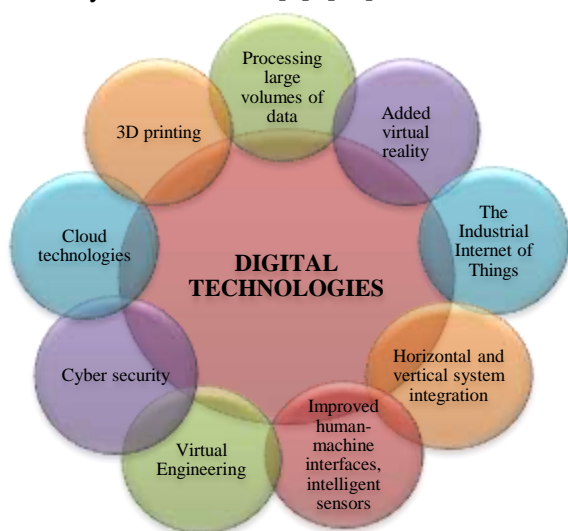 Processing
large
volumes of
data
Added
virtual
reality
The
Industrial
Internet of
Things
Horizontal and
vertical system
integration
Improved
human-
machine
interfaces,
intelligent
sensors
Virtual
Engineering
Cyber security
Cloud
technologies
3D printing
DIGITAL
TECHNOLOGIES